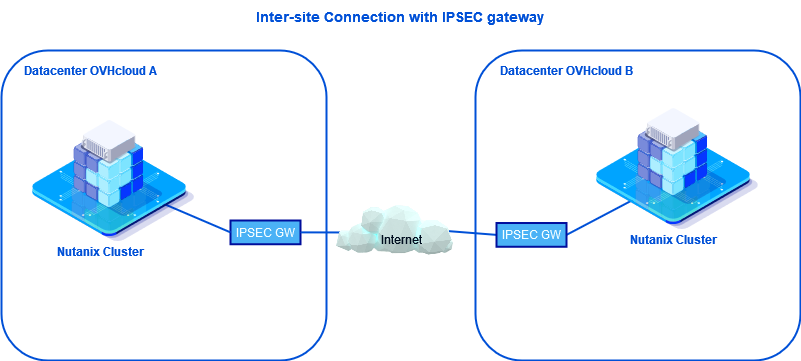 Inter-site Connection with IPSEC gateway
Datacenter OVHcloud A
Datacenter OVHcloud B
IPSEC GW
Internet
IPSEC GW
Nutanix Cluster
Nutanix Cluster